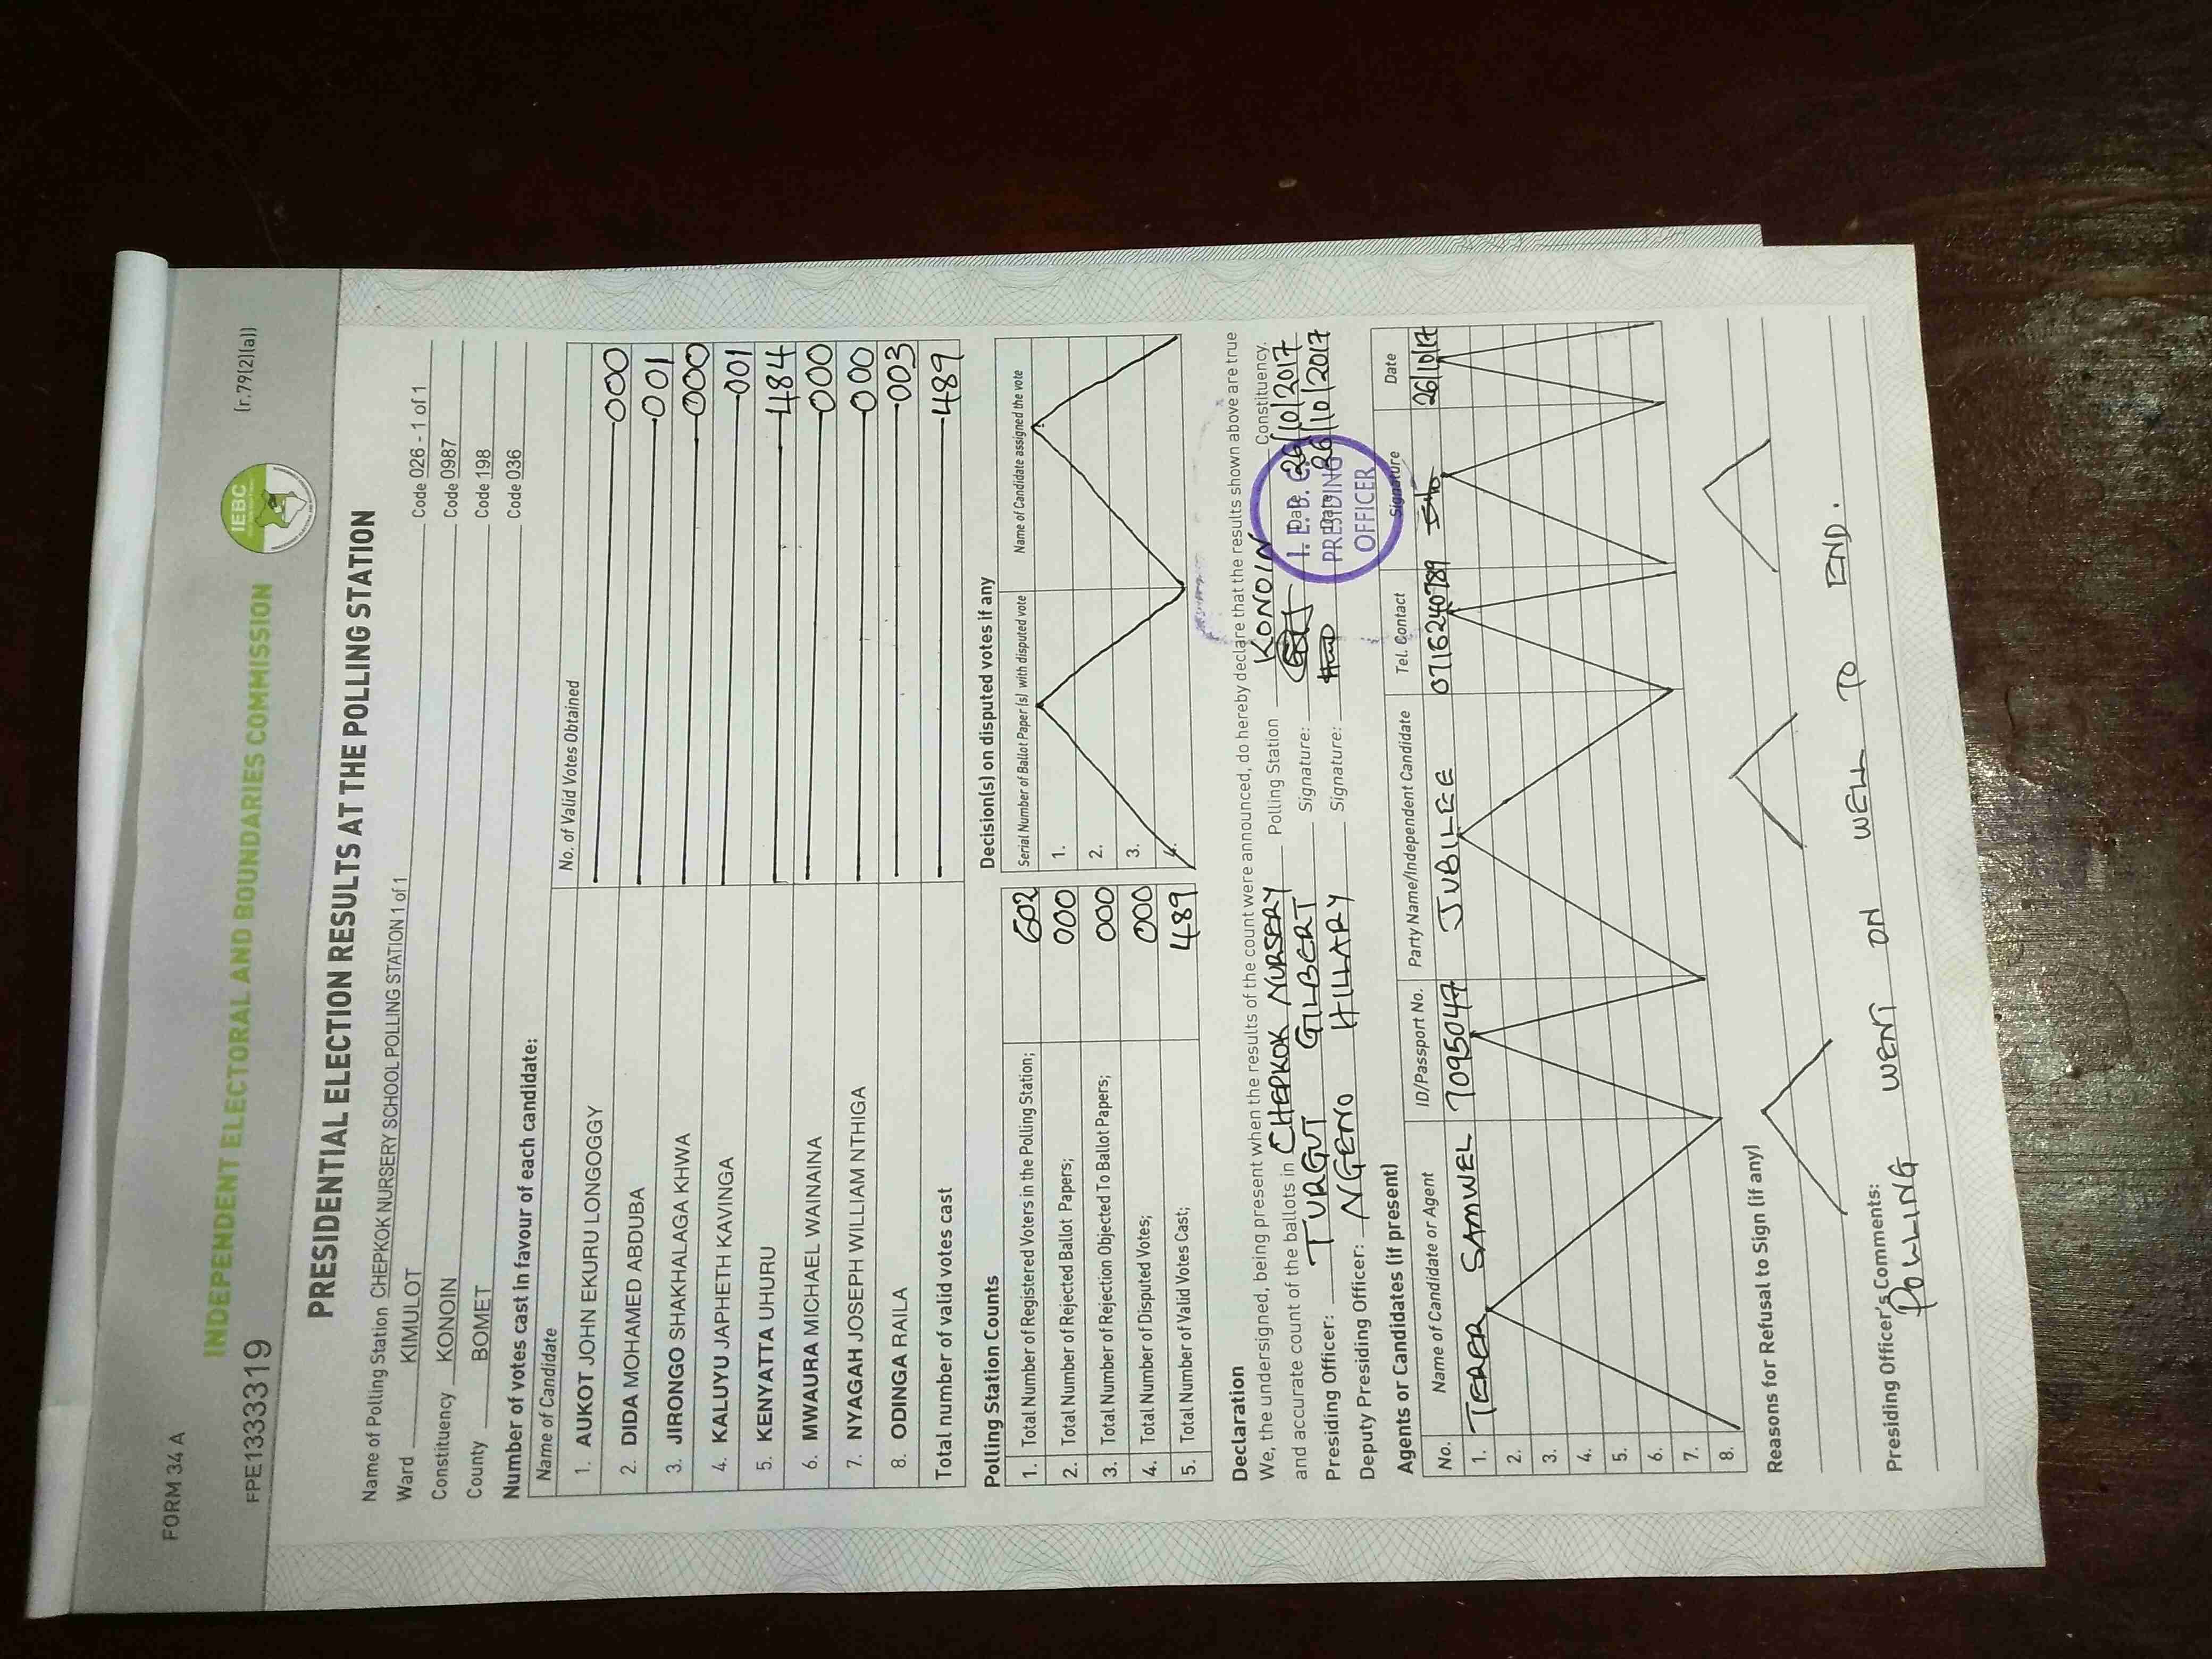 FORM 34 A
(r.79(2)(a))
IEBC
INDEPENDENT ELECTORAL AND BOUNDARIES COMMISSION
FPE1333319
PRESIDENTIAL ELECTION RESULTS AT THE POLLING STATION
Name of Polling Station CHEPKOK NURSERY SCHOOL POLLING STATION 1 of 1 Code 026 - 1 of 1
Ward KIMULOT Code 0987
Constituency KONOIN Code 198
County BOMET Code 036
Number of votes cast in favour of each candidate:
Name of Candidate No. of Valid Votes Obtained
1. AUKOT JOHN EKURU LONGOGGY 000
2. DIDA MOHAMED ABDUBA 001
3. JIRONGO SHAKHALAGA KHWA 000
4. KALUYU JAPHETH KAVINGA 001
5. KENYATTA UHURU 484
6. MWAURA MICHAEL WAINAINA 000
7. NYAGAH JOSEPH WILLIAM NTHIGA 000
8. ODINGA RAILA 003
Total number of valid votes cast 489
Polling Station Counts
1. Total Number of Registered Voters in the Polling Station; 602
2. Total Number of Rejected Ballot Papers; 000
3. Total Number of Rejection Objected To Ballot Papers; 000
4. Total Number of Disputed Votes; 000
5. Total Number of Valid Votes Cast; 489
Decision(s) on disputed votes if any
Serial Number of Ballot Paper (s) with disputed vote Name of Candidate assigned the vote
1.
2.
3.
4.
Declaration
We, the undersigned, being present when the results of the count were announced, do hereby declare that the results shown above are true
and accurate count of the ballots in CHEPKOK NURSERY Polling Station KONOIN Constituency.
Presiding Officer: TURGUT GILBERT Signature: Date 26/10/2017
Deputy Presiding Officer: NGENO HILLARY Signature: Date 26/10/2017
I.E.B.C.
PRESIDING
OFFICER
Agents or Candidates (if present)
No. Name of Candidate or Agent ID/Passport No. Party Name/Independent Candidate Tel. Contact Signature Date
1. TERER SAMWEL 7095047 JUBILEE 0716240789 26/10/17
2.
3.
4.
5.
6.
7.
8.
Reasons for Refusal to Sign (if any)
Presiding Officer's Comments:
POLLING WENT ON WELL TO END.